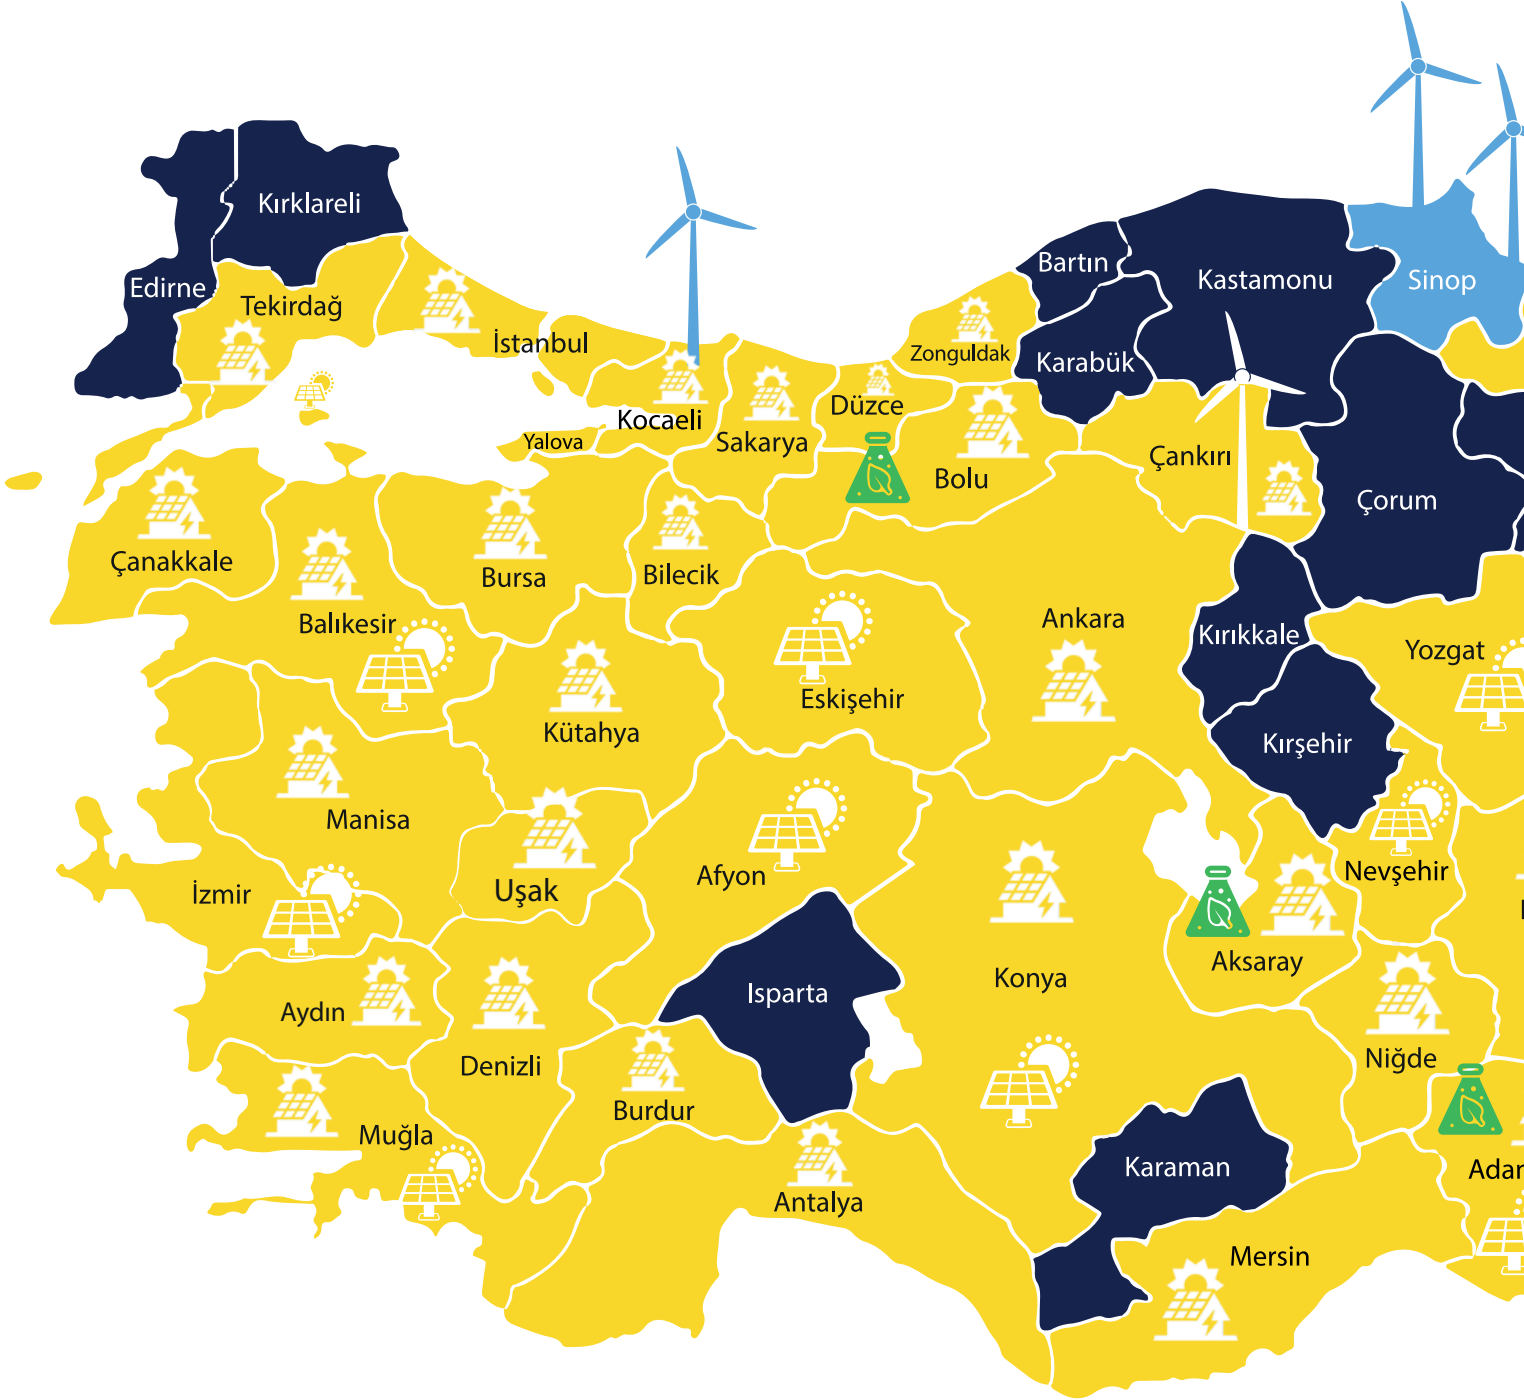 Kırklareli
Edirne
Tekirdağ
İstanbul
Kocaeli
Yalova
Sakarya
Düzce
Zonguldak
Bolu
Bartın
Karabük
Kastamonu
Sinop
Çankırı
Çorum
Çanakkale
Balıkesir
Bursa
Bilecik
Eskişehir
Ankara
Kırıkkale
Yozgat
Kırşehir
Kütahya
Manisa
Uşak
Afyon
İzmir
Nevşehir
Aksaray
Konya
Isparta
Aydın
Denizli
Burdur
Niğde
Muğla
Antalya
Karaman
Mersin
Adan